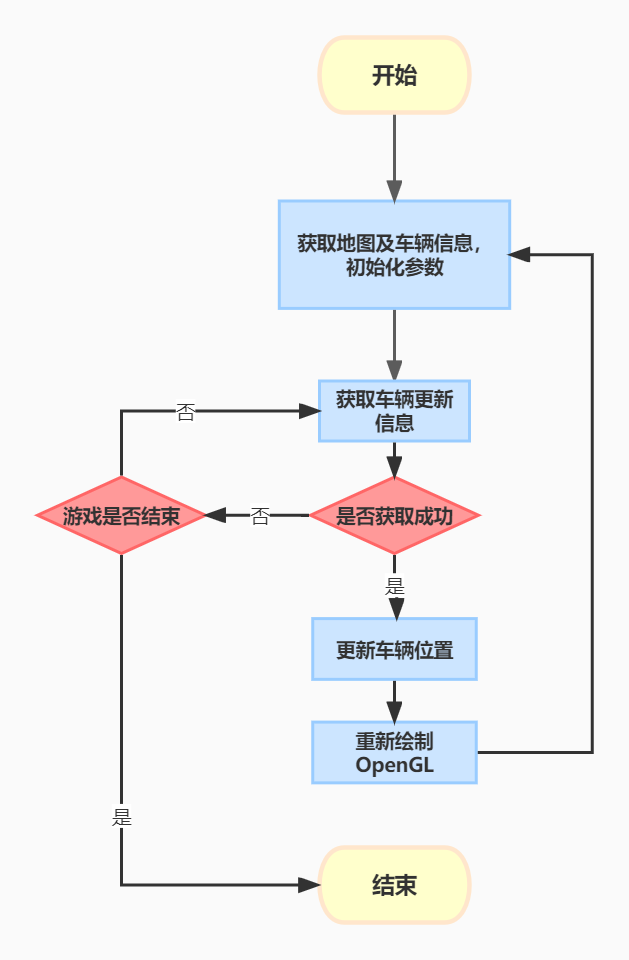 开始
获取地图及车辆信息，
初始化参数
获取车辆更新
信息
否
游戏是否结束
否
是否获取成功
是
更新车辆位置
重新绘制
OpenGL
是
结束